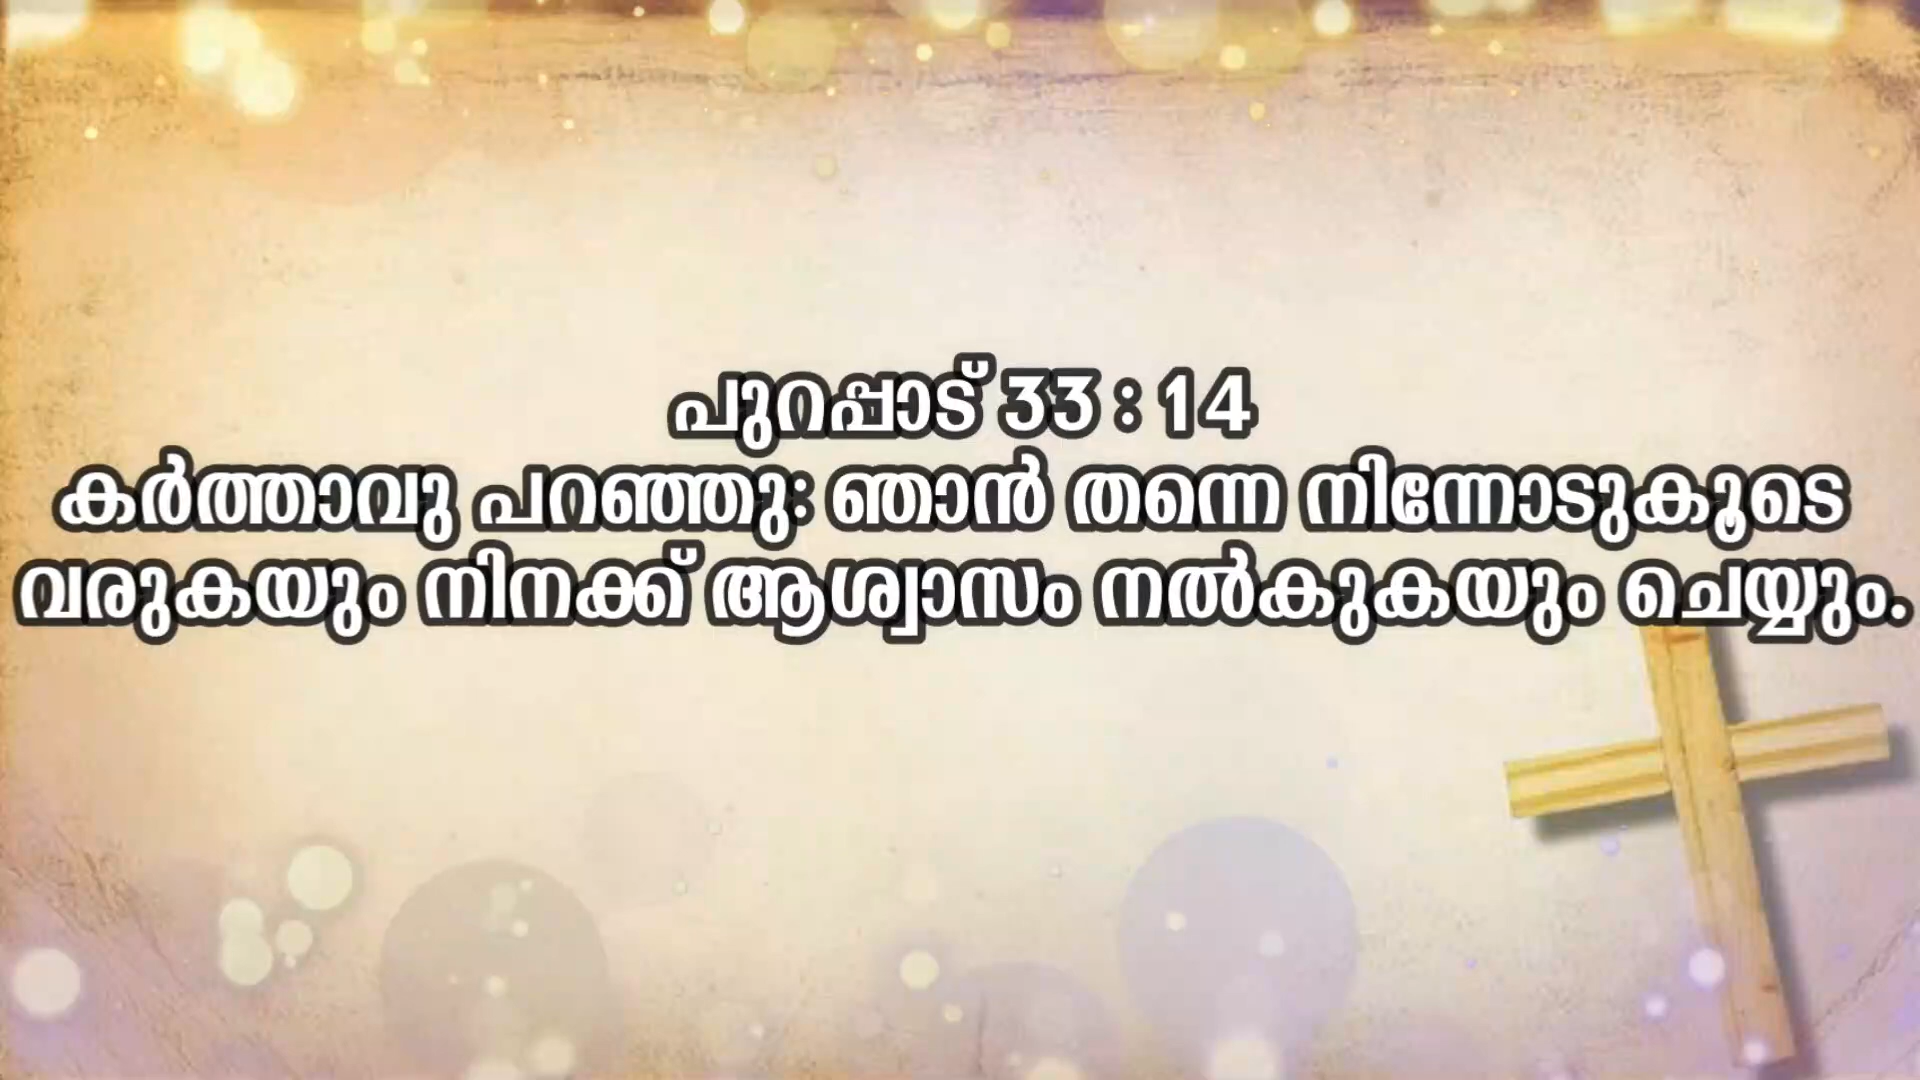 പുറപ്പാട് 33 : 14
കർത്താവു പറഞ്ഞു: ഞാൻ തന്നെ നിന്നോടുകൂടെ
വരുകയും നിനക്ക് ആശ്വാസം നൽകുകയും ചെയ്യും.